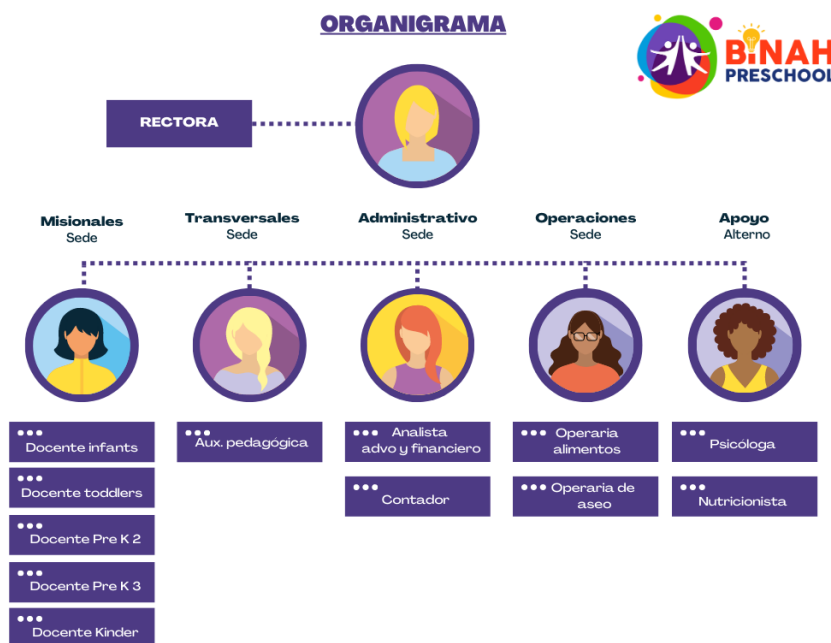 ORGANIGRAMA
BiNAH
PRESCHOOL
RECTORA
Misionales
Sede
Transversales
Sede
Administrativo
Sede
Operaciones
Sede
Apoyo
Alterno
Docente infants
Docente toddlers
Docente Pre K 2
Docente Pre K 3
Docente Kinder
Aux. pedagógica
Analista
advo y financiero
Contador
Operaria
alimentos
Operaria de
aseo
Psicóloga
Nutricionista